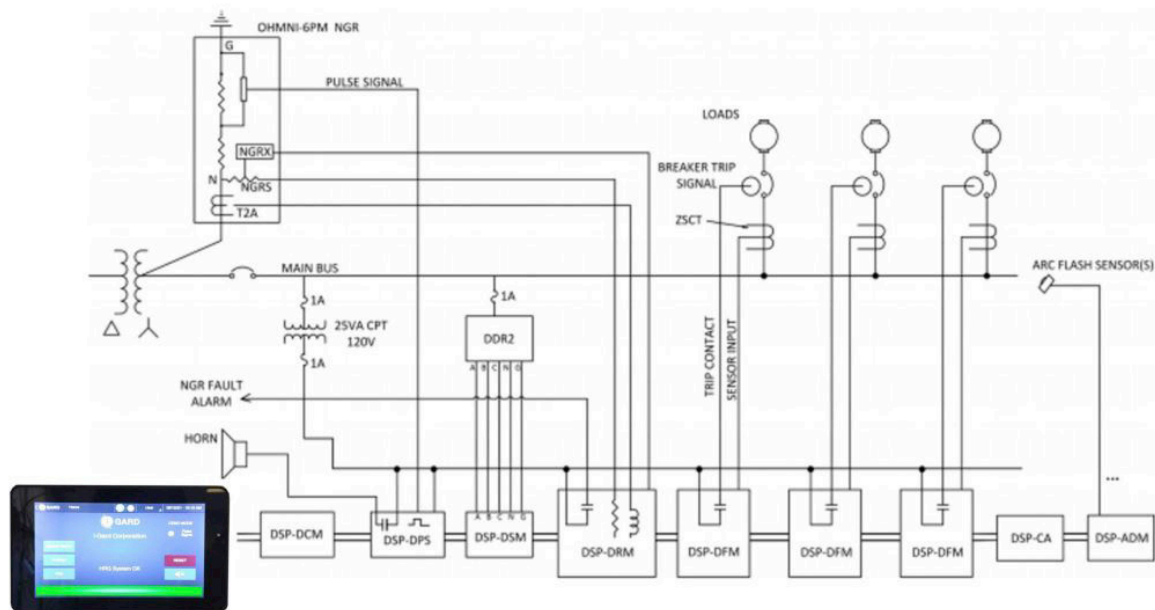 OHMNI-6PM NGR
G
PULSE SIGNAL
LOADS
NGRX
BREAKER TRIP
SIGNAL
N
NGRS
T2A
ZSCT
MAIN BUS
ARC FLASH SENSOR(S)
1A
1A
25VA CPT
120V
DDR2
1A
A B C N G
TRIP CONTACT
SENSOR INPUT
NGR FAULT
ALARM
HORN
...
GARD
I-Gard Corporation
HRG System OK
RESET
A B C N G
DSP-DCM
DSP-DPS
DSP-DSM
DSP-DRM
DSP-DFM
DSP-DFM
DSP-DFM
DSP-CA
DSP-ADM